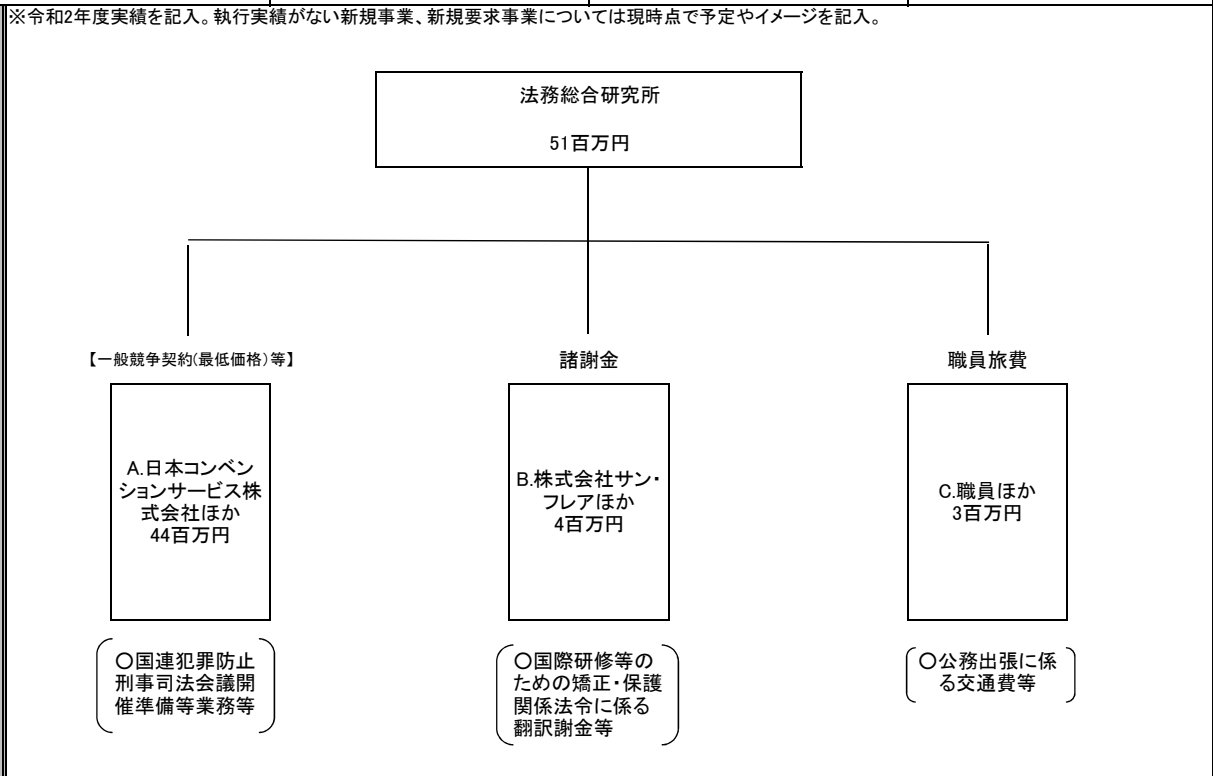 ※令和2年度実績を記入。執行実績がない新規事業、新規要求事業については現時点で予定やイメージを記入。
法務総合研究所
51百万円
【一般競争契約(最低価格)等】
諸謝金
職員旅費
A.日本コンベン
ションサービス株
式会社ほか
44百万円
B.株式会社サン・
フレアほか
4百万円
C.職員ほか
3百万円
○国連犯罪防止
刑事司法会議開
催準備等業務等
○国際研修等の
ための矯正・保護
関係法令に係る
翻訳謝金等
○公務出張に係
る交通費等